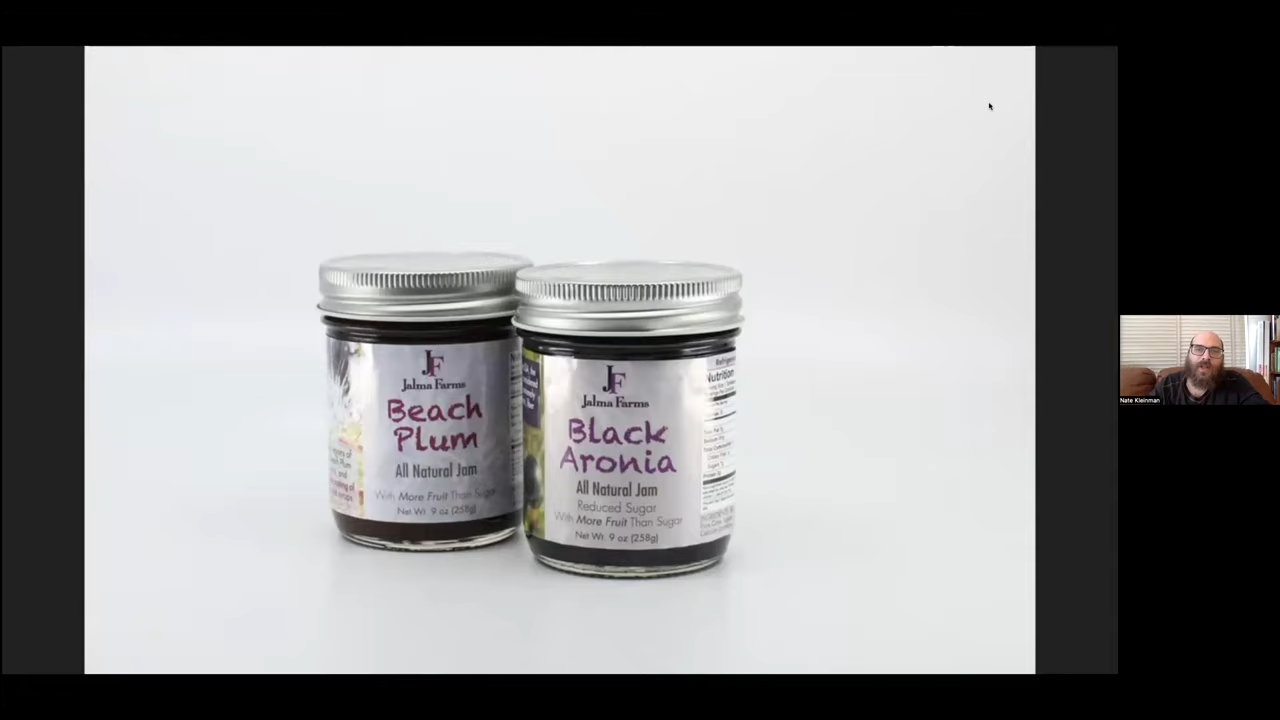 JF
Jalma Farms
Beach
Plum
All Natural Jam
With More Fruit Than Sugar
Net Wt. 9 oz (258g)
JF
Jalma Farms
Black
Aronia
All Natural Jam
Reduced Sugar
With More Fruit Than Sugar
Net Wt. 9 oz (258g)
Nutrition
Nate Kleinman